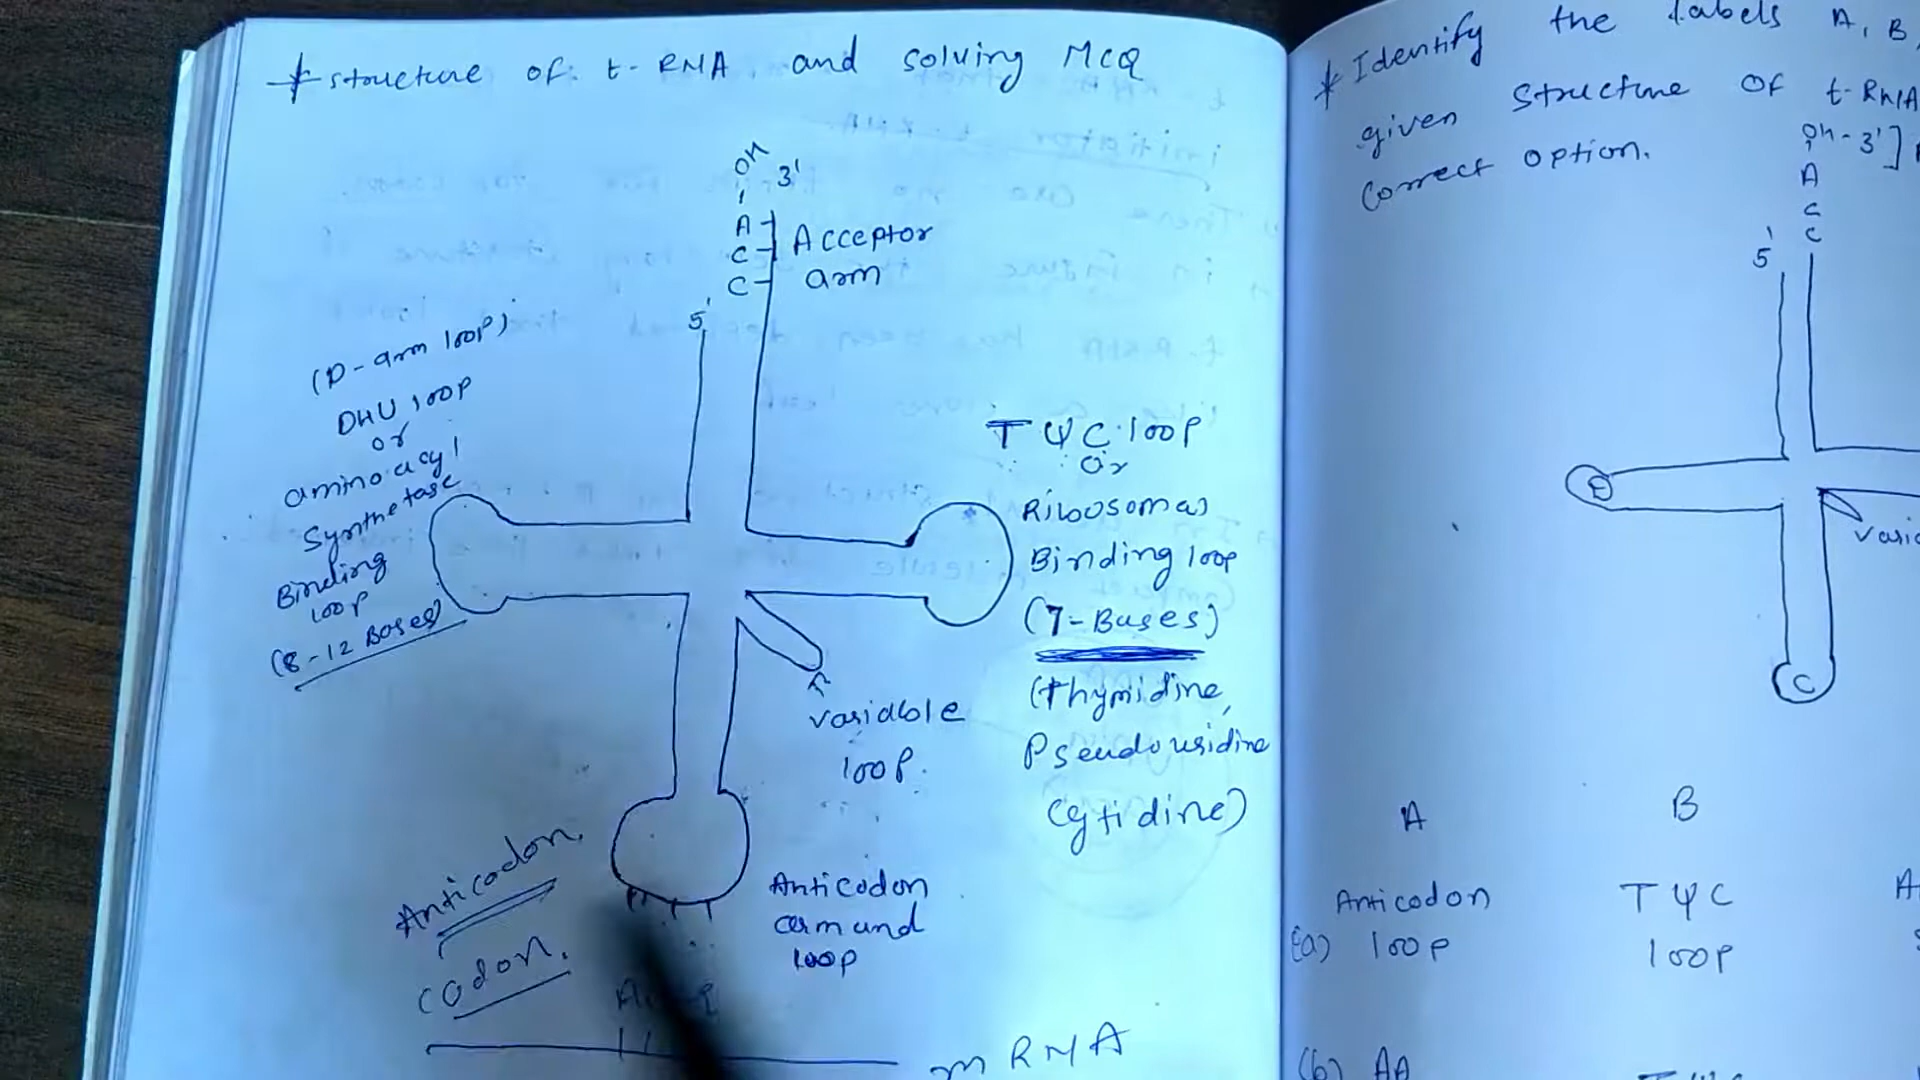 * structure of t-RNA and solving MCQ
OH
3'
A
C
C
Acceptor
arm
5'
(D-arm loop)
DHU loop
or
aminoacyl
Synthetase
Binding
loop
(8-12 Bases)
TψC loop
Or
Ribosomal
Binding loop
(7-Bases)
(Thymidine,
Pseudouridine
Cytidine)
variable
loop.
Anticodon.
codon.
Anticodon
arm and
loop
mRNA
* Identify the labels A, B,
given structure of t-RNA
correct option.
OH-3']
A
C
C
5'
C
A
B
Anticodon
TψC
(a) loop
loop
(b) AA